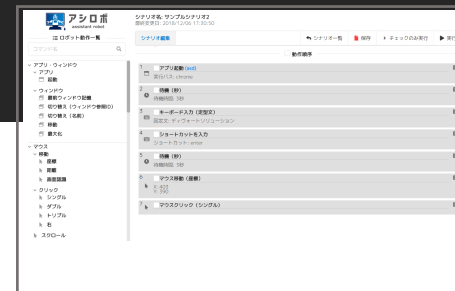 アシロボ
assistant robot
シナリオ名: サンプルシナリオ2
最終変更日: 2018/12/06 17:30:50
ロボット動作一覧
シナリオ編集
シナリオ一覧
保存
チェックのみ実行
実行
コマンド名
動作順序
アプリ・ウィンドウ
アプリ
起動
ウィンドウ
最前ウィンドウ記憶
切り替え（ウィンドウ参照ID）
切り替え（名前）
移動
最大化
マウス
移動
座標
距離
画像認識
クリック
シングル
ダブル
トリプル
右
スクロール
1 アプリ起動 (asd)
実行パス: chrome
2 待機（秒）
待機時間: 5秒
3 キーボード入力（定型文）
固定文: ディヴォートソリューション
4 ショートカットを入力
ショートカット: enter
5 待機（秒）
待機時間: 5秒
6 マウス移動（座標）
X: 403
Y: 590
7 マウスクリック（シングル）